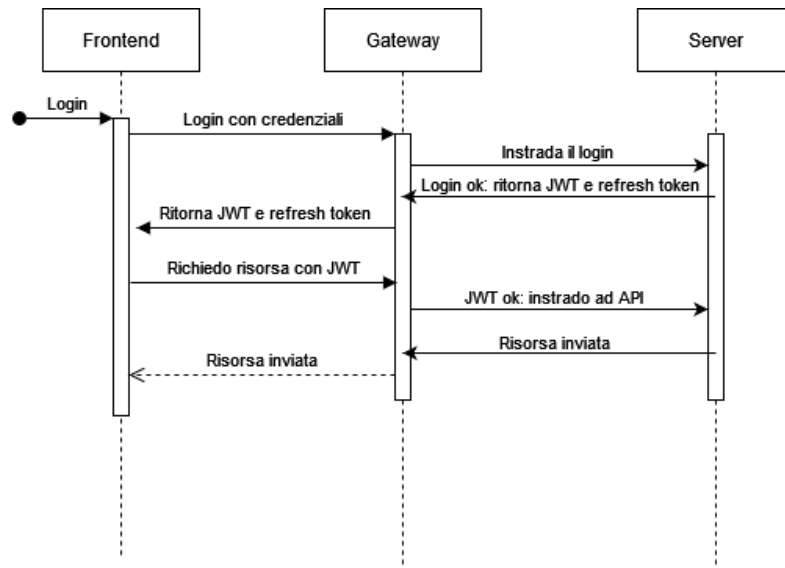 Frontend
Gateway
Server
Login
Login con credenziali
Instrada il login
Login ok: ritorna JWT e refresh token
Ritorna JWT e refresh token
Richiedo risorsa con JWT
JWT ok: instrado ad API
Risorsa inviata
Risorsa inviata